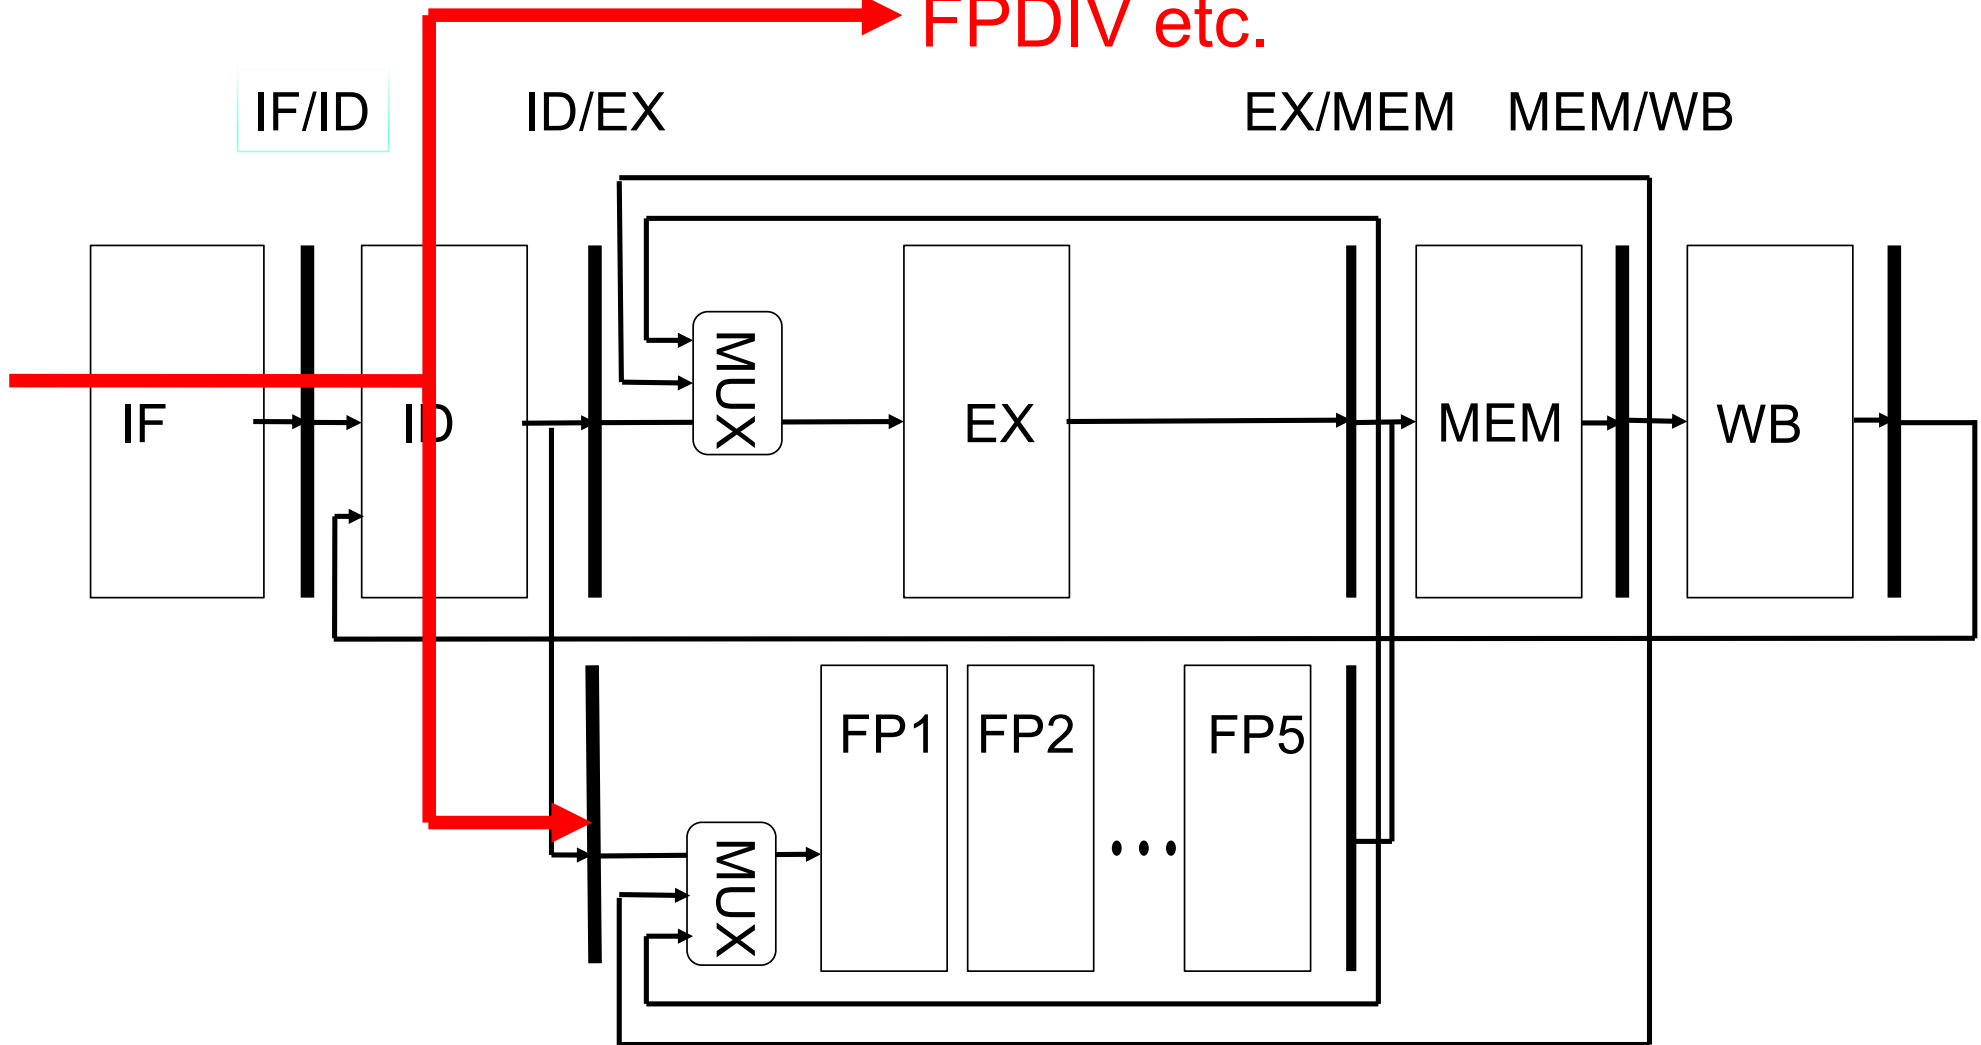 FPDIV etc.
IF/ID
ID/EX
EX/MEM
MEM/WB
MUX
IF
ID
EX
MEM
WB
FP1
FP2
FP5
MUX